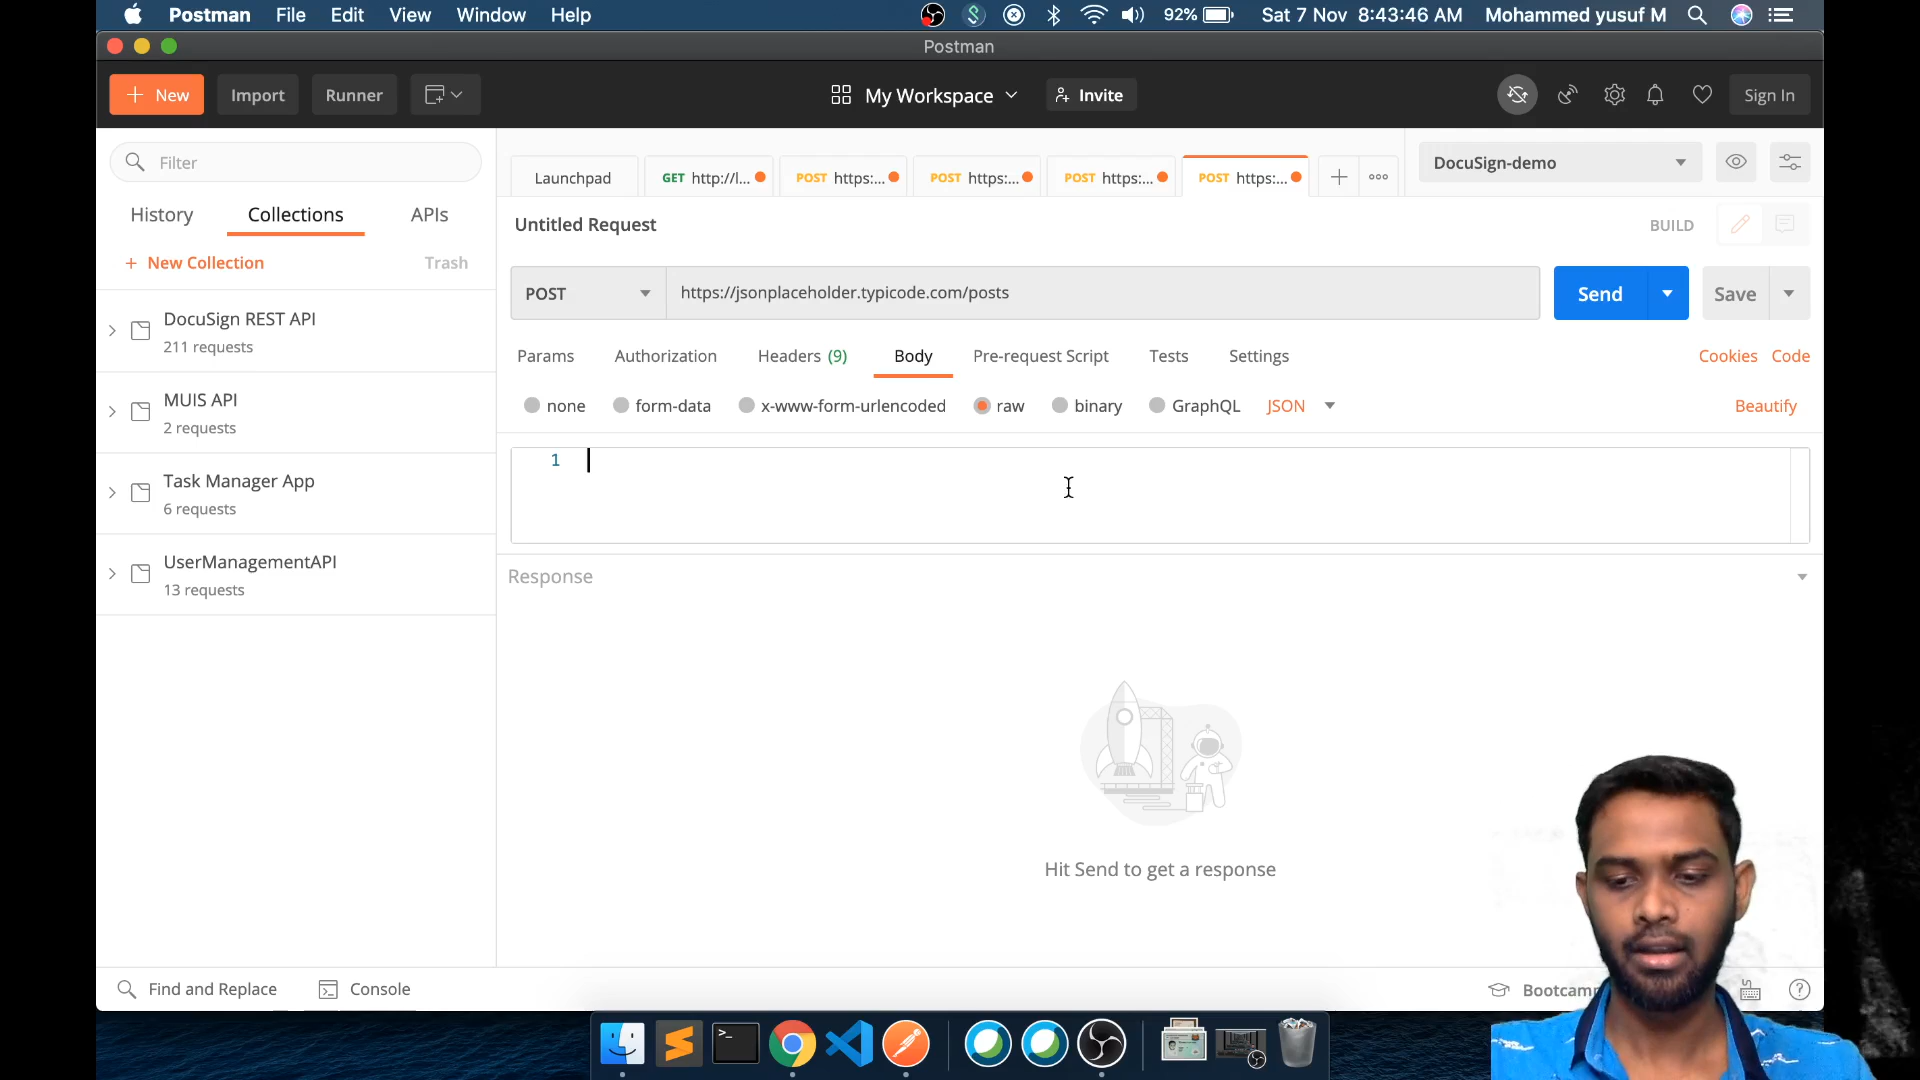 Postman File Edit View Window Help 92% Sat 7 Nov 8:43:46 AM Mohammed yusuf M
Postman
+ New Import Runner My Workspace Invite Sign In
Filter
Launchpad GET http://l... POST https:... POST https:... POST https:... POST https:... DocuSign-demo
History Collections APIs
Untitled Request BUILD
+ New Collection Trash
POST https://jsonplaceholder.typicode.com/posts Send Save
DocuSign REST API
211 requests
Params Authorization Headers (9) Body Pre-request Script Tests Settings Cookies Code
MUIS API
2 requests
none form-data x-www-form-urlencoded raw binary GraphQL JSON Beautify
1
Task Manager App
6 requests
UserManagementAPI
13 requests
Response
Hit Send to get a response
Find and Replace Console Bootcam